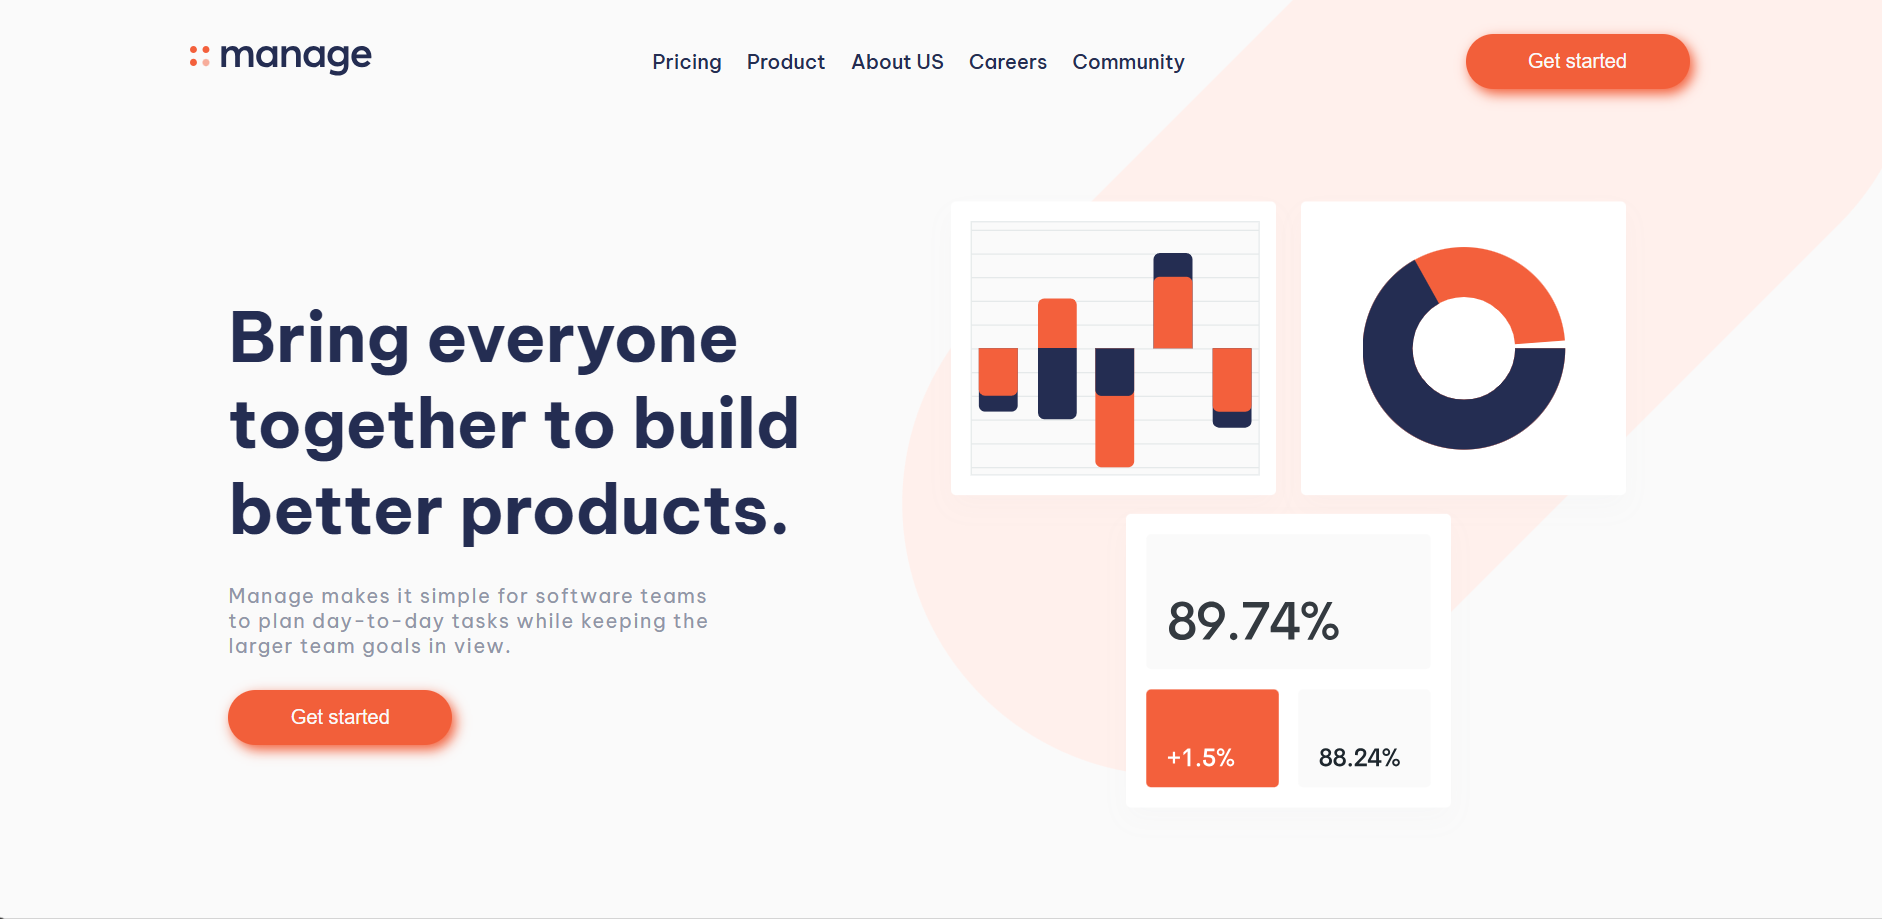 manage
Pricing Product About US Careers Community
Get started
Bring everyone
together to build
better products.
Manage makes it simple for software teams
to plan day-to-day tasks while keeping the
larger team goals in view.
Get started
89.74%
+1.5%
88.24%